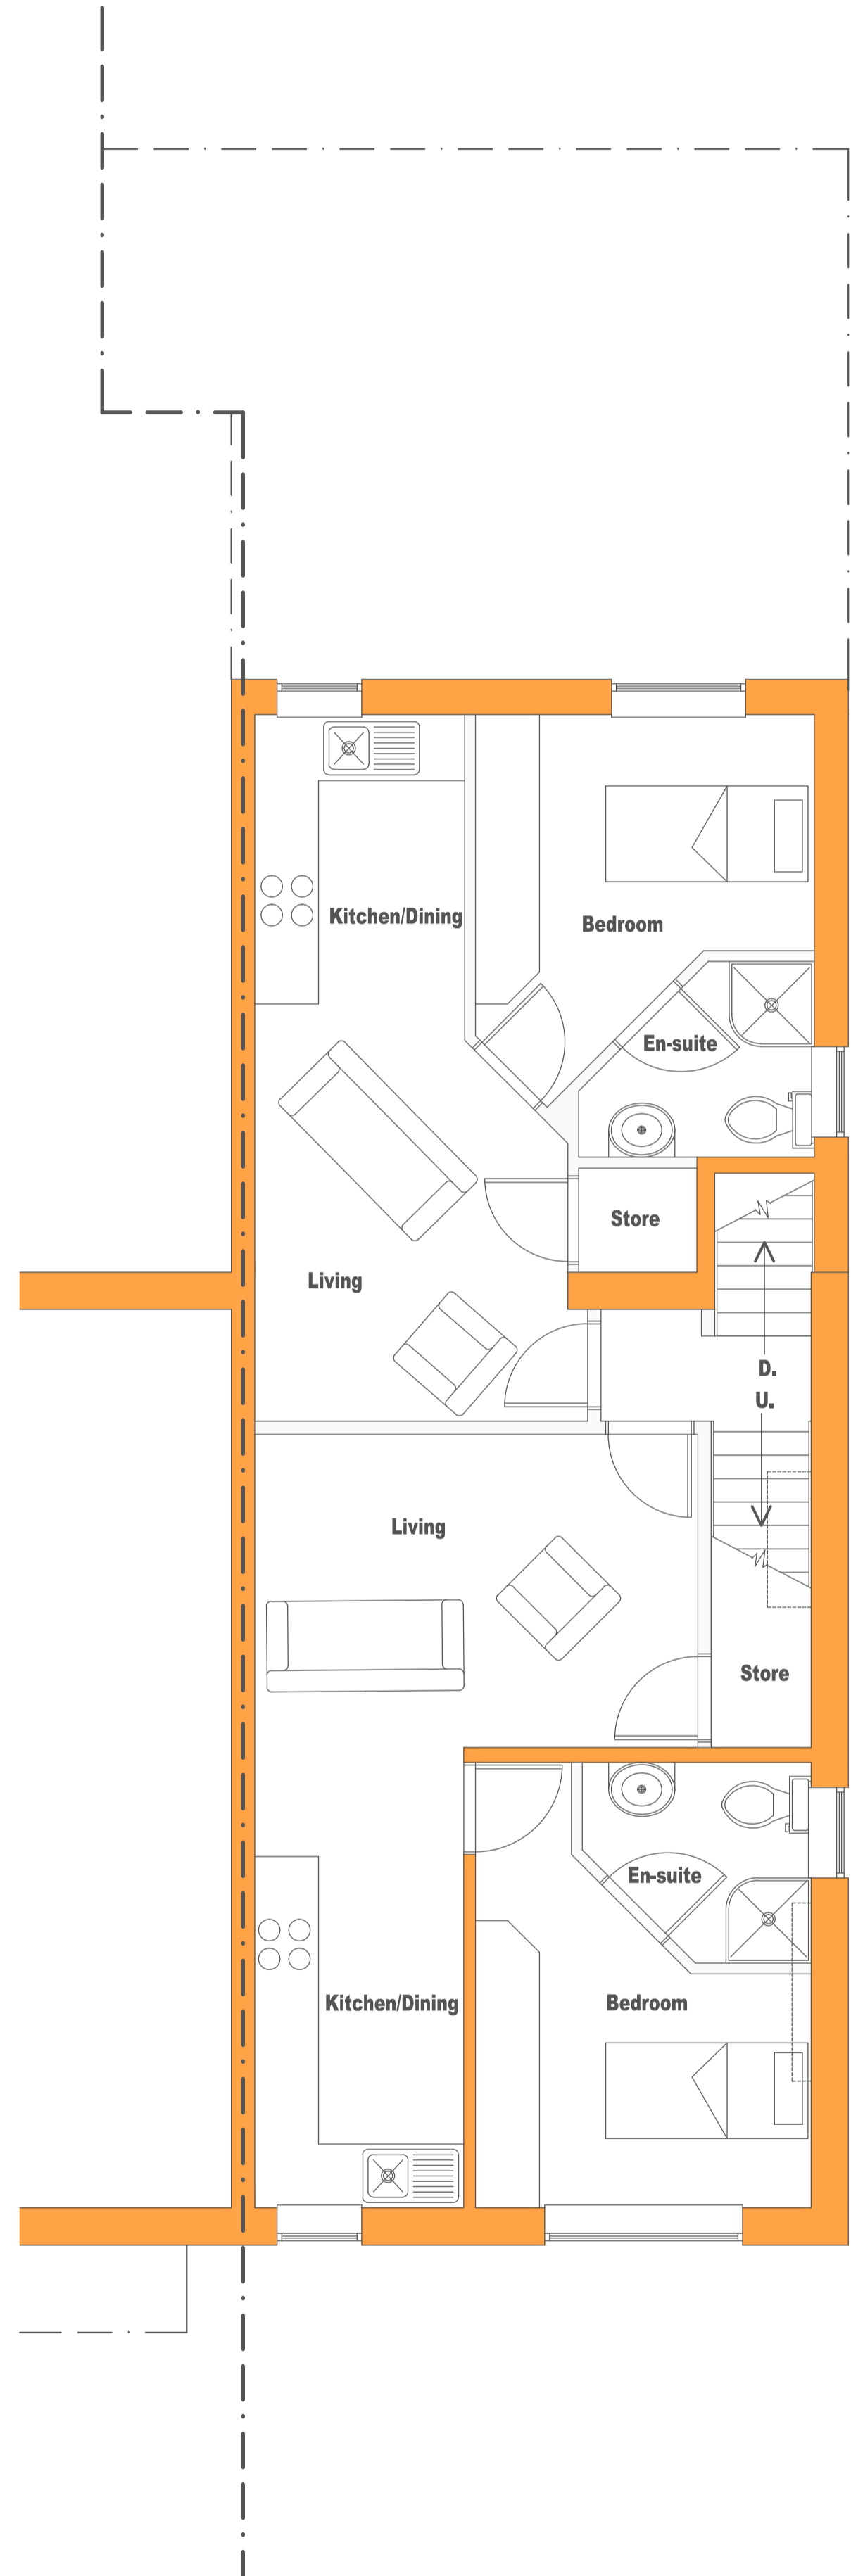 Kitchen/Dining
Bedroom
En-suite
Store
Living
D.
U.
Living
Store
En-suite
Kitchen/Dining
Bedroom